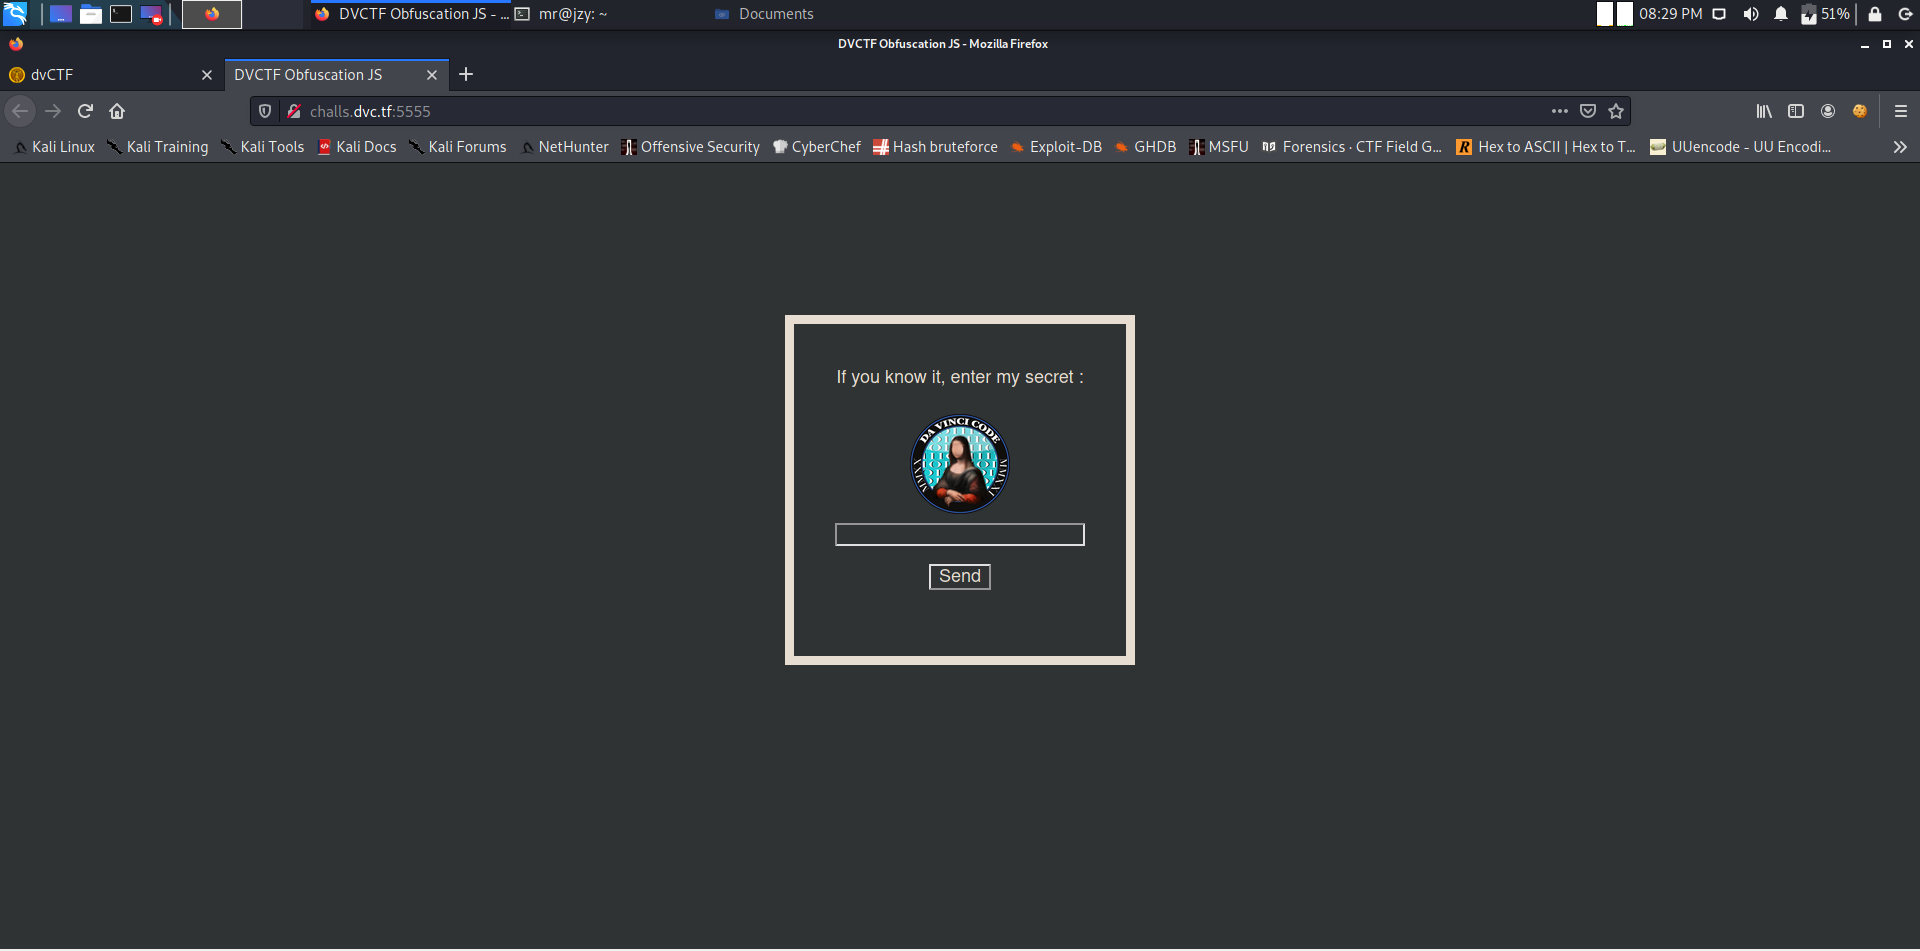 DVCTF Obfuscation JS - ... mr@jzy: ~ Documents 08:29 PM 51%
DVCTF Obfuscation JS - Mozilla Firefox
dvCTF DVCTF Obfuscation JS
challs.dvc.tf:5555
Kali Linux Kali Training Kali Tools Kali Docs Kali Forums NetHunter Offensive Security CyberChef Hash bruteforce Exploit-DB GHDB MSFU Forensics · CTF Field G... Hex to ASCII | Hex to T... UUencode - UU Encodi...
If you know it, enter my secret :
DA VINCI CODE
Send